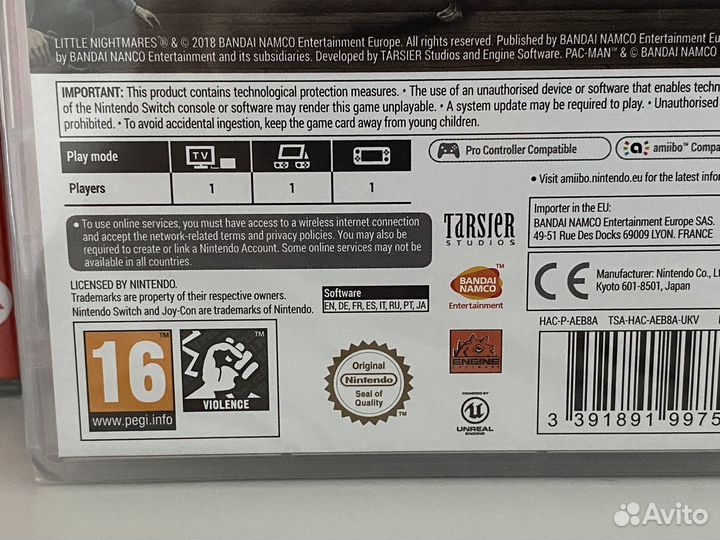 LITTLE NIGHTMARES® & © 2018 BANDAI NAMCO Entertainment Europe. All rights reserved. Published by BANDAI NAMCO E
by BANDAI NANCO Entertainment and its subsidiaries. Developed by TARSIER Studios and Engine Software. PAC-MAN™ & © BANDAI NAMCO
IMPORTANT: This product contains technological protection measures. • The use of an unauthorised device or software that enables techn
of the Nintendo Switch console or software may render this game unplayable. • A system update may be required to play. • Unauthorised
prohibited. • To avoid accidental ingestion, keep the game card away from young children.
Play mode
TV
Pro Controller Compatible
amiibo™ Compa
Players 1 1 1
• Visit amiibo.nintendo.eu for the latest infor
• To use online services, you must have access to a wireless internet connection
and accept the network-related terms and privacy policies. You may also be
required to create or link a Nintendo Account. Some online services may not be
available in all countries.
TARSIER
STUDIOS
Importer in the EU:
BANDAI NAMCO Entertainment Europe SAS.
49-51 Rue Des Docks 69009 LYON. FRANCE
LICENSED BY NINTENDO.
Trademarks are property of their respective owners.
Nintendo Switch and Joy-Con are trademarks of Nintendo.
Software
EN, DE, FR, ES, IT, RU, PT, JA
BANDAI
NAMCO
™
Entertainment
CE
Manufacturer: Nintendo Co., Lt
Kyoto 601-8501, Japan
HAC-P-AEB8A TSA-HAC-AEB8A-UKV
16
™
www.pegi.info
™
VIOLENCE
Original
Nintendo
Seal of
Quality
™
ENGINE
SOFTWARE
POWERED BY
UNREAL
ENGINE
3 391891 9975
Avito